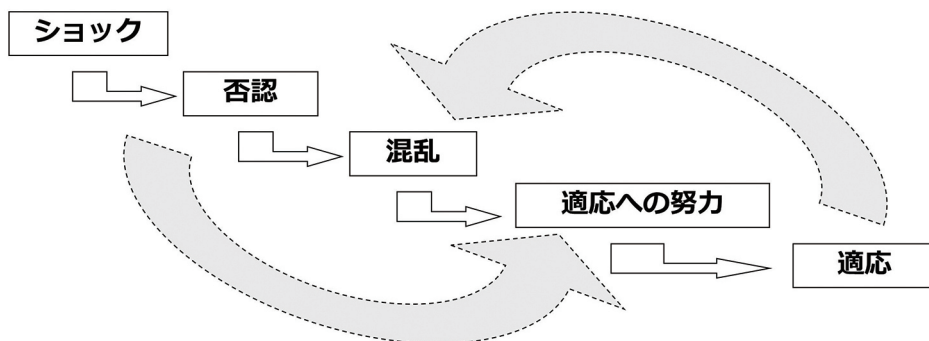 ショック
否認
混乱
適応への努力
適応